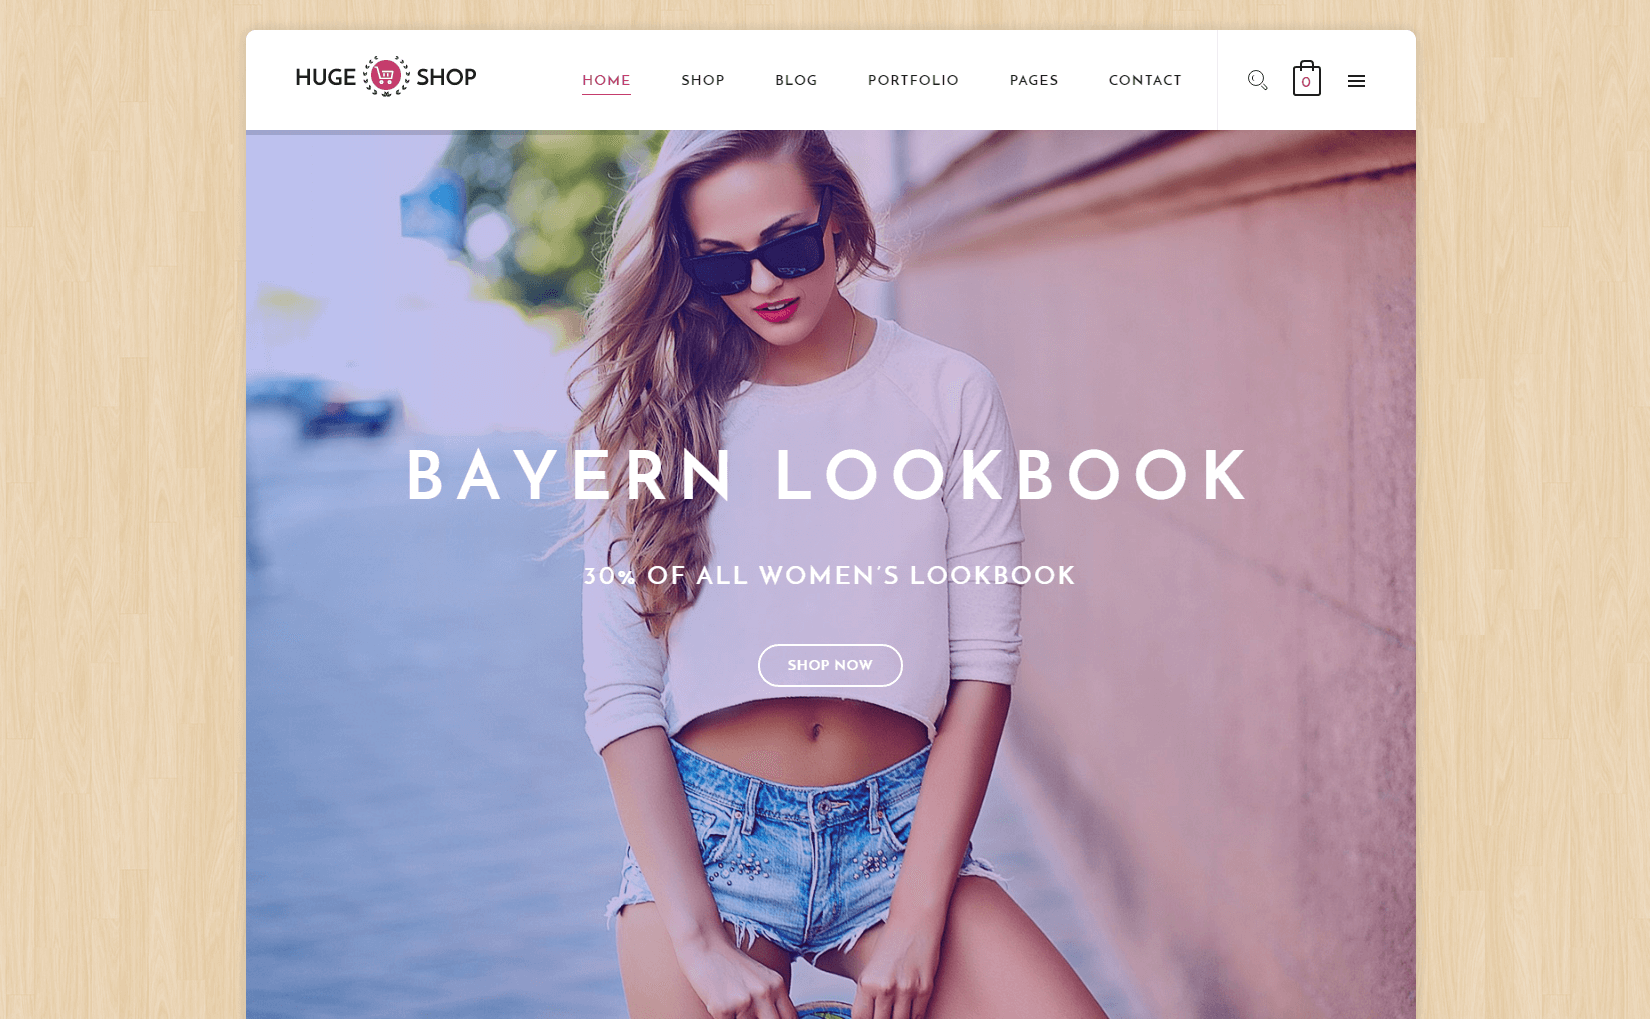 HUGE SHOP
HOME SHOP BLOG PORTFOLIO PAGES CONTACT 0
BAYERN LOOKBOOK
30% OF ALL WOMEN'S LOOKBOOK
SHOP NOW